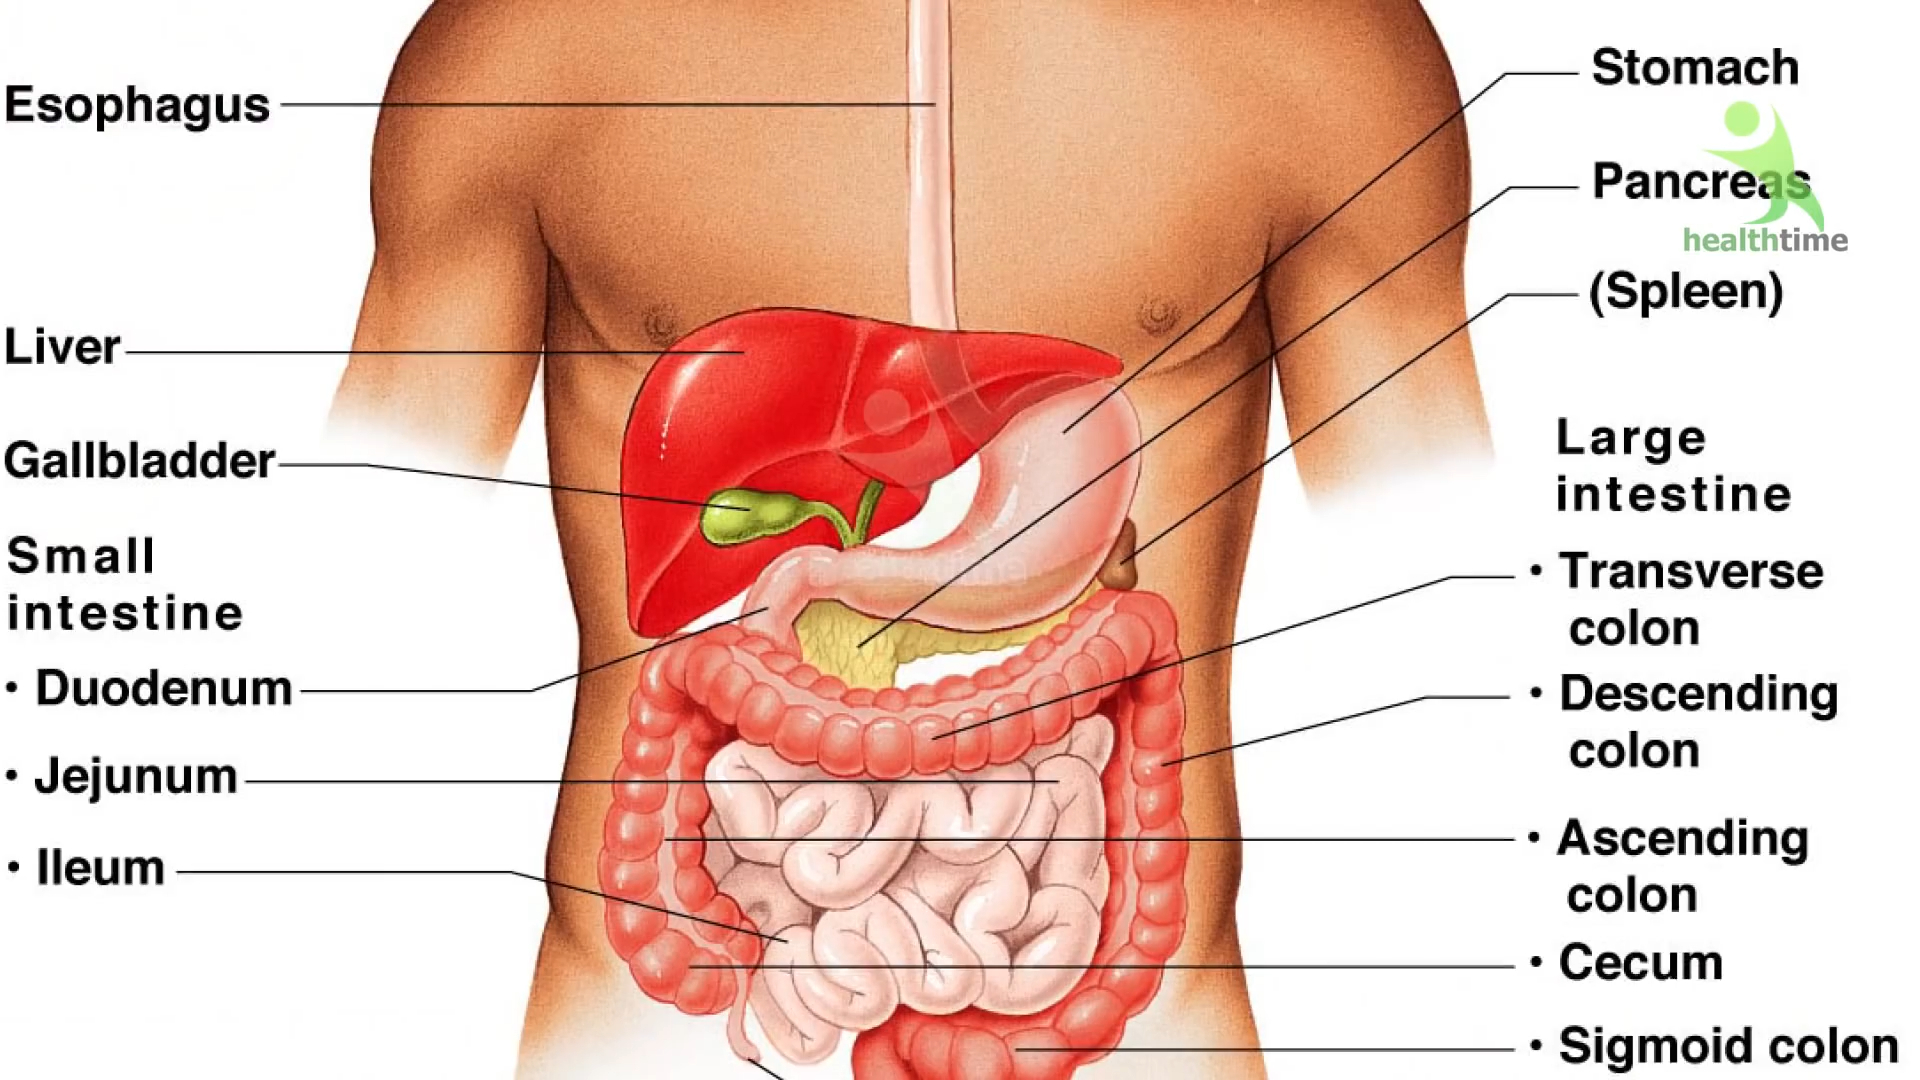 Esophagus
Liver
Gallbladder
Small
intestine
• Duodenum
• Jejunum
• Ileum
Stomach
Pancreas
healthtime
(Spleen)
Large
intestine
• Transverse
colon
• Descending
colon
• Ascending
colon
• Cecum
• Sigmoid colon